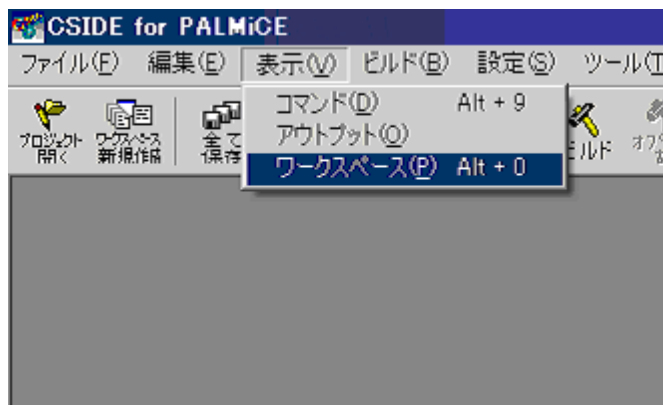 CSIDE for PALMiCE
ファイル(F) 編集(E) 表示(V) ビルド(B) 設定(S) ツール(T
コマンド(D) Alt + 9
アウトプット(O)
ワークスペース(P) Alt + 0
プロジェクト
開く
ワークスペース
新規作成
全て
保存
ビルド